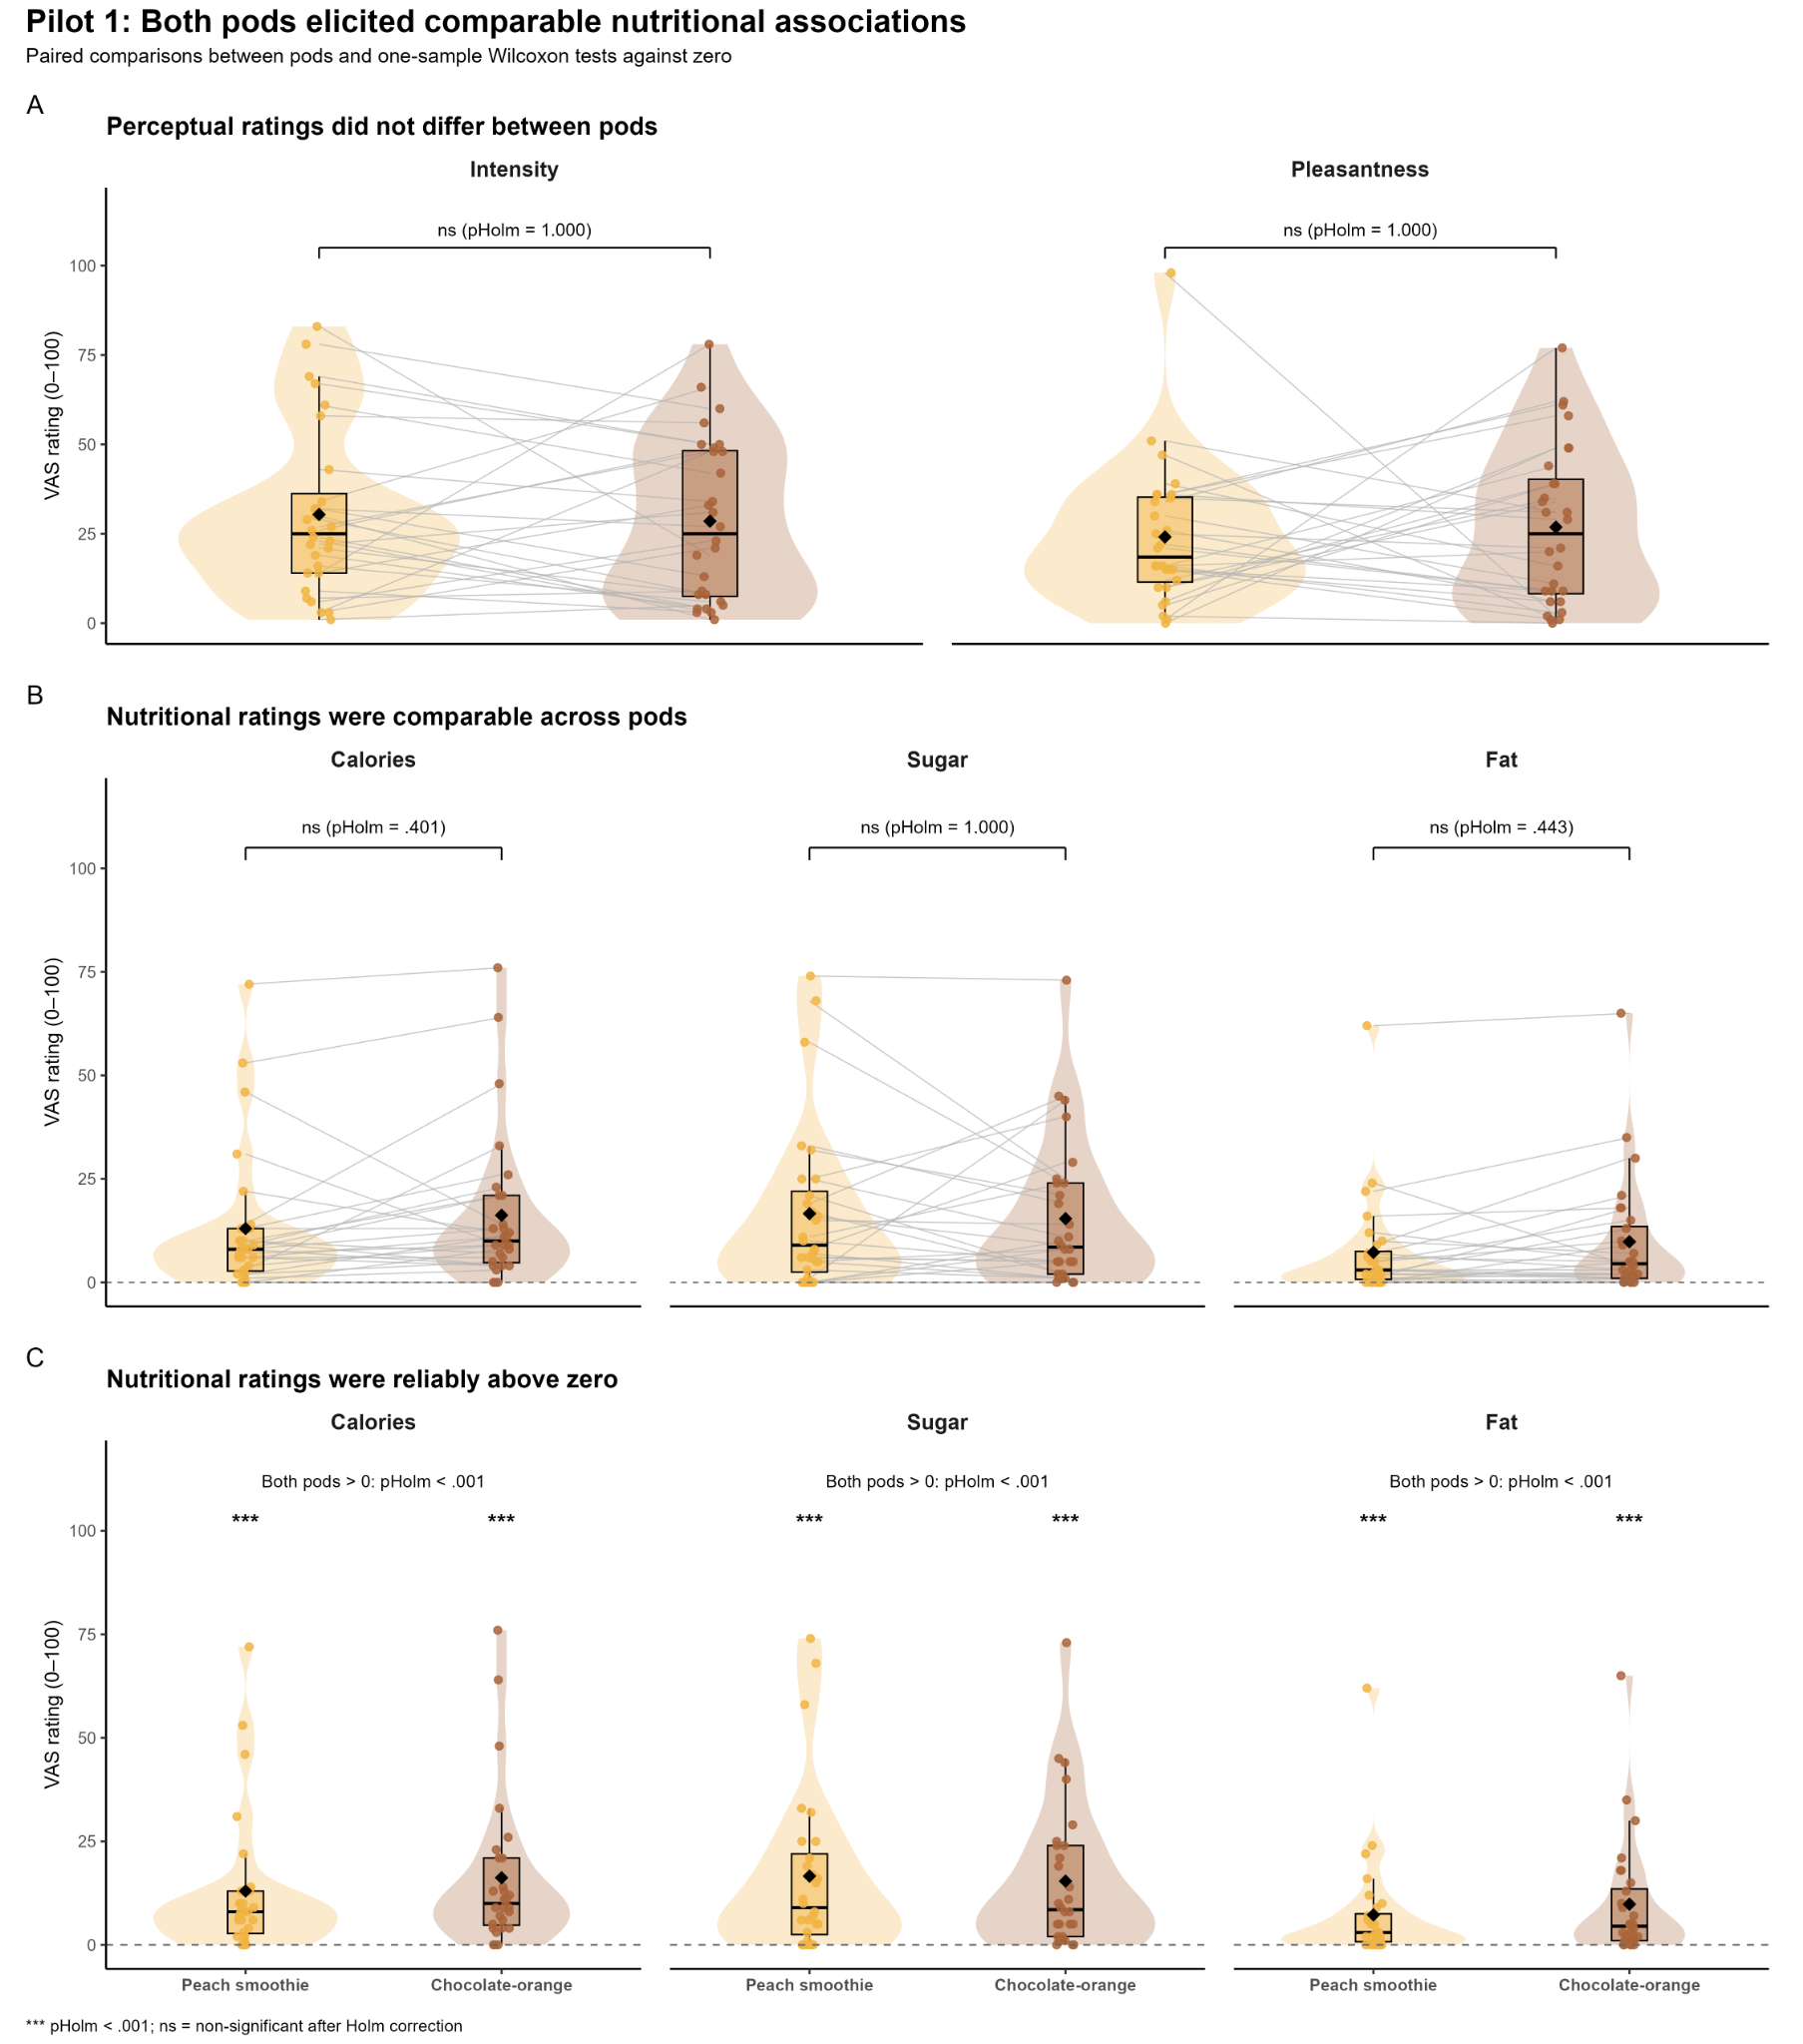 Pilot 1: Both pods elicited comparable nutritional associations
Paired comparisons between pods and one-sample Wilcoxon tests against zero
A
Perceptual ratings did not differ between pods
Intensity
Pleasantness
ns (pHolm = 1.000)
ns (pHolm = 1.000)
VAS rating (0–100)
100
75
50
25
0
B
Nutritional ratings were comparable across pods
Calories
Sugar
Fat
ns (pHolm = .401)
ns (pHolm = 1.000)
ns (pHolm = .443)
VAS rating (0–100)
100
75
50
25
0
C
Nutritional ratings were reliably above zero
Calories
Sugar
Fat
Both pods > 0: pHolm < .001
Both pods > 0: pHolm < .001
Both pods > 0: pHolm < .001
*** *** *** *** *** ***
VAS rating (0–100)
100
75
50
25
0
Peach smoothie
Chocolate-orange
Peach smoothie
Chocolate-orange
Peach smoothie
Chocolate-orange
*** pHolm < .001; ns = non-significant after Holm correction